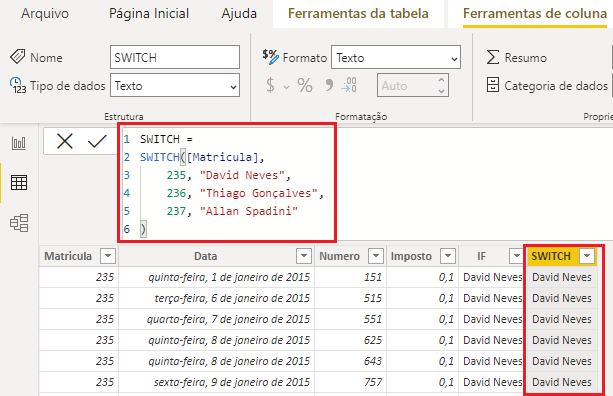 Arquivo Página Inicial Ajuda Ferramentas da tabela Ferramentas de coluna
Nome SWITCH
Formato Texto
Resumo
Tipo de dados Texto
$ % Auto
Categoria de dados
Estrutura Formatação Proprie
1 SWITCH =
2 SWITCH([Matricula],
3 235, "David Neves",
4 236, "Thiago Gonçalves",
5 237, "Allan Spadini"
6 )
Matricula Data Numero Imposto IF SWITCH
235 quinta-feira, 1 de janeiro de 2015 151 0,1 David Neves David Neves
235 terça-feira, 6 de janeiro de 2015 515 0,1 David Neves David Neves
235 quarta-feira, 7 de janeiro de 2015 551 0,1 David Neves David Neves
235 quinta-feira, 8 de janeiro de 2015 625 0,1 David Neves David Neves
235 quinta-feira, 8 de janeiro de 2015 643 0,1 David Neves David Neves
235 sexta-feira, 9 de janeiro de 2015 757 0,1 David Neves David Neves